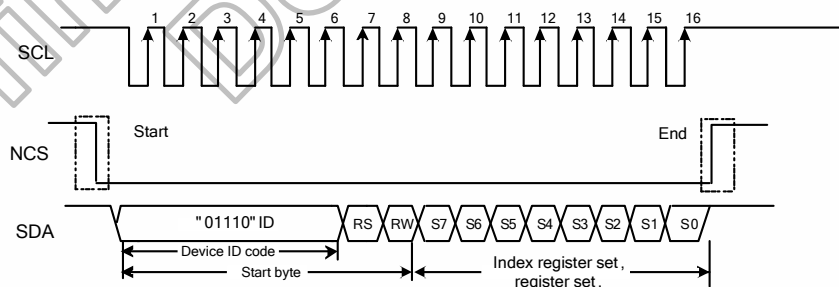 1 2 3 4 5 6 7 8 9 10 11 12 13 14 15 16
SCL
Start
End
NCS
SDA
"01110" ID RS RW S7 S6 S5 S4 S3 S2 S1 S0
Device ID code
Start byte
Index register set,
register set,